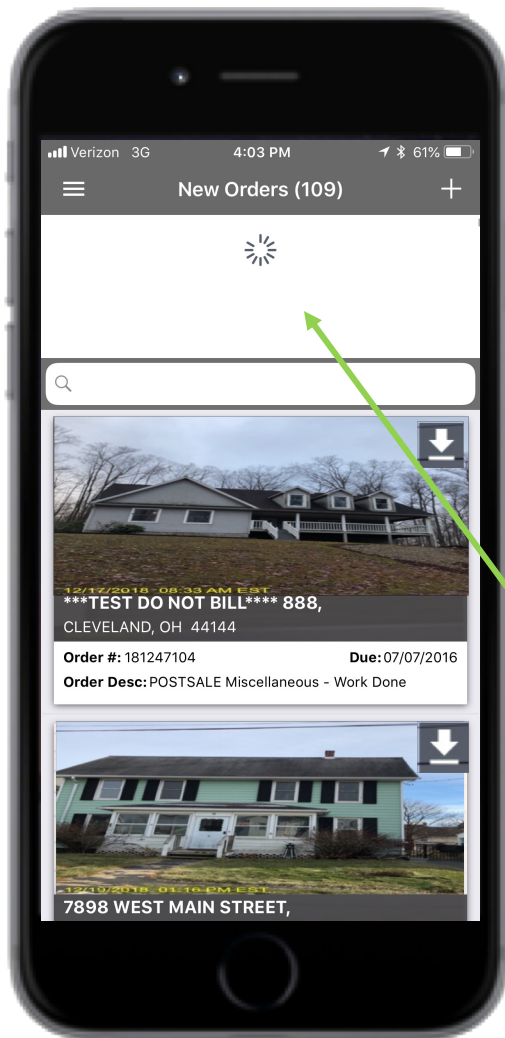 Verizon 3G 4:03 PM 61%
New Orders (109)
12/17/2018 08:33 AM EST
***TEST DO NOT BILL**** 888,
CLEVELAND, OH 44144
Order #: 181247104 Due: 07/07/2016
Order Desc: POSTSALE Miscellaneous - Work Done
12/19/2018 01:16 PM EST
7898 WEST MAIN STREET,